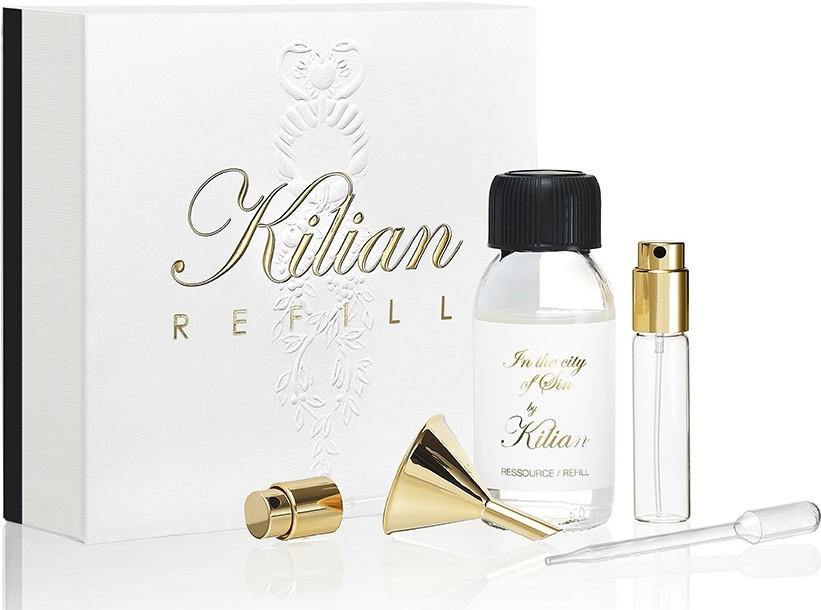 Kilian
REFILL
In the city
of Sin
by
Kilian
RESSOURCE / REFILL